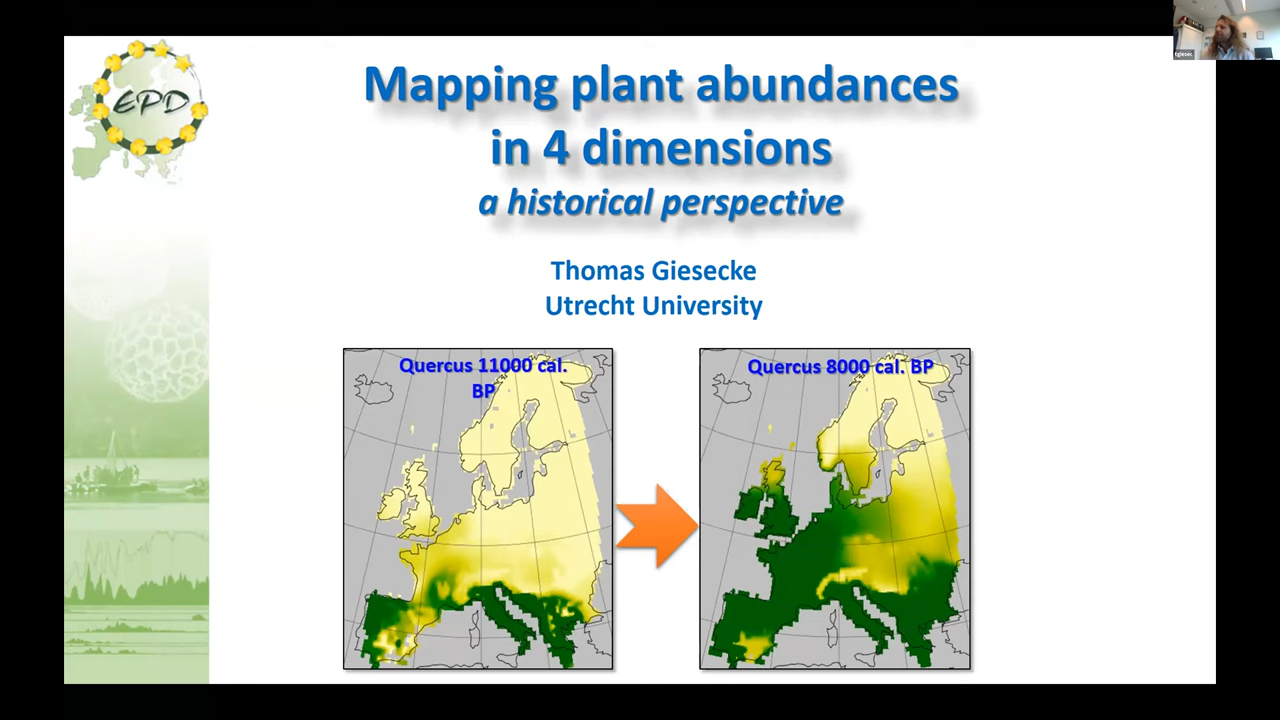 EPD
Mapping plant abundances
in 4 dimensions
a historical perspective
Thomas Giesecke
Utrecht University
Quercus 11000 cal.
BP
Quercus 8000 cal. BP